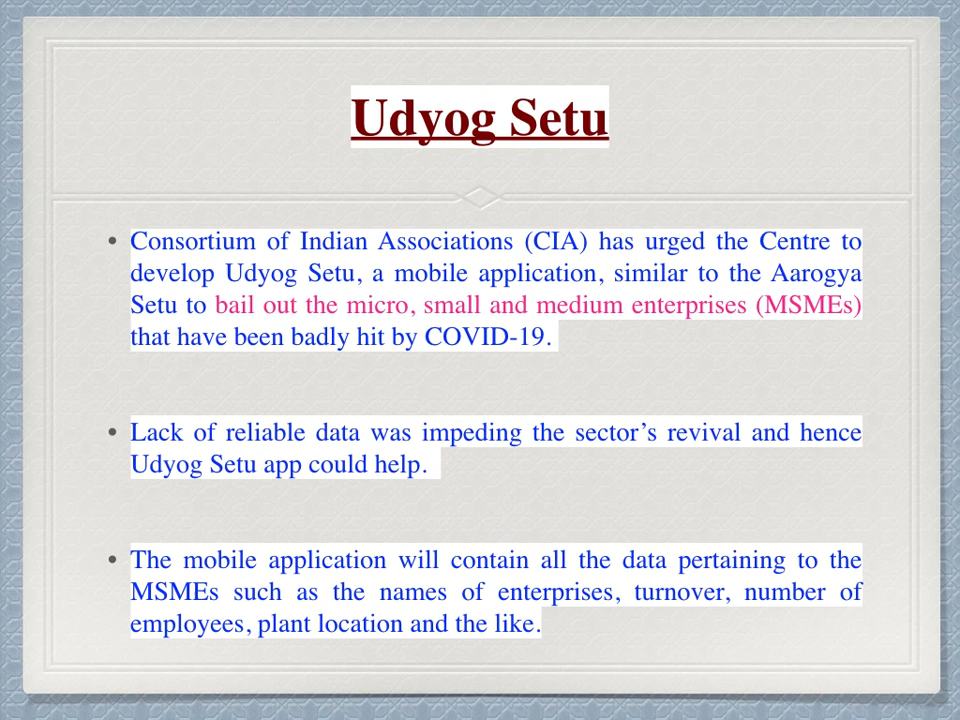 Udyog Setu
• Consortium of Indian Associations (CIA) has urged the Centre to
develop Udyog Setu, a mobile application, similar to the Aarogya
Setu to bail out the micro, small and medium enterprises (MSMEs)
that have been badly hit by COVID-19.
• Lack of reliable data was impeding the sector’s revival and hence
Udyog Setu app could help.
• The mobile application will contain all the data pertaining to the
MSMEs such as the names of enterprises, turnover, number of
employees, plant location and the like.